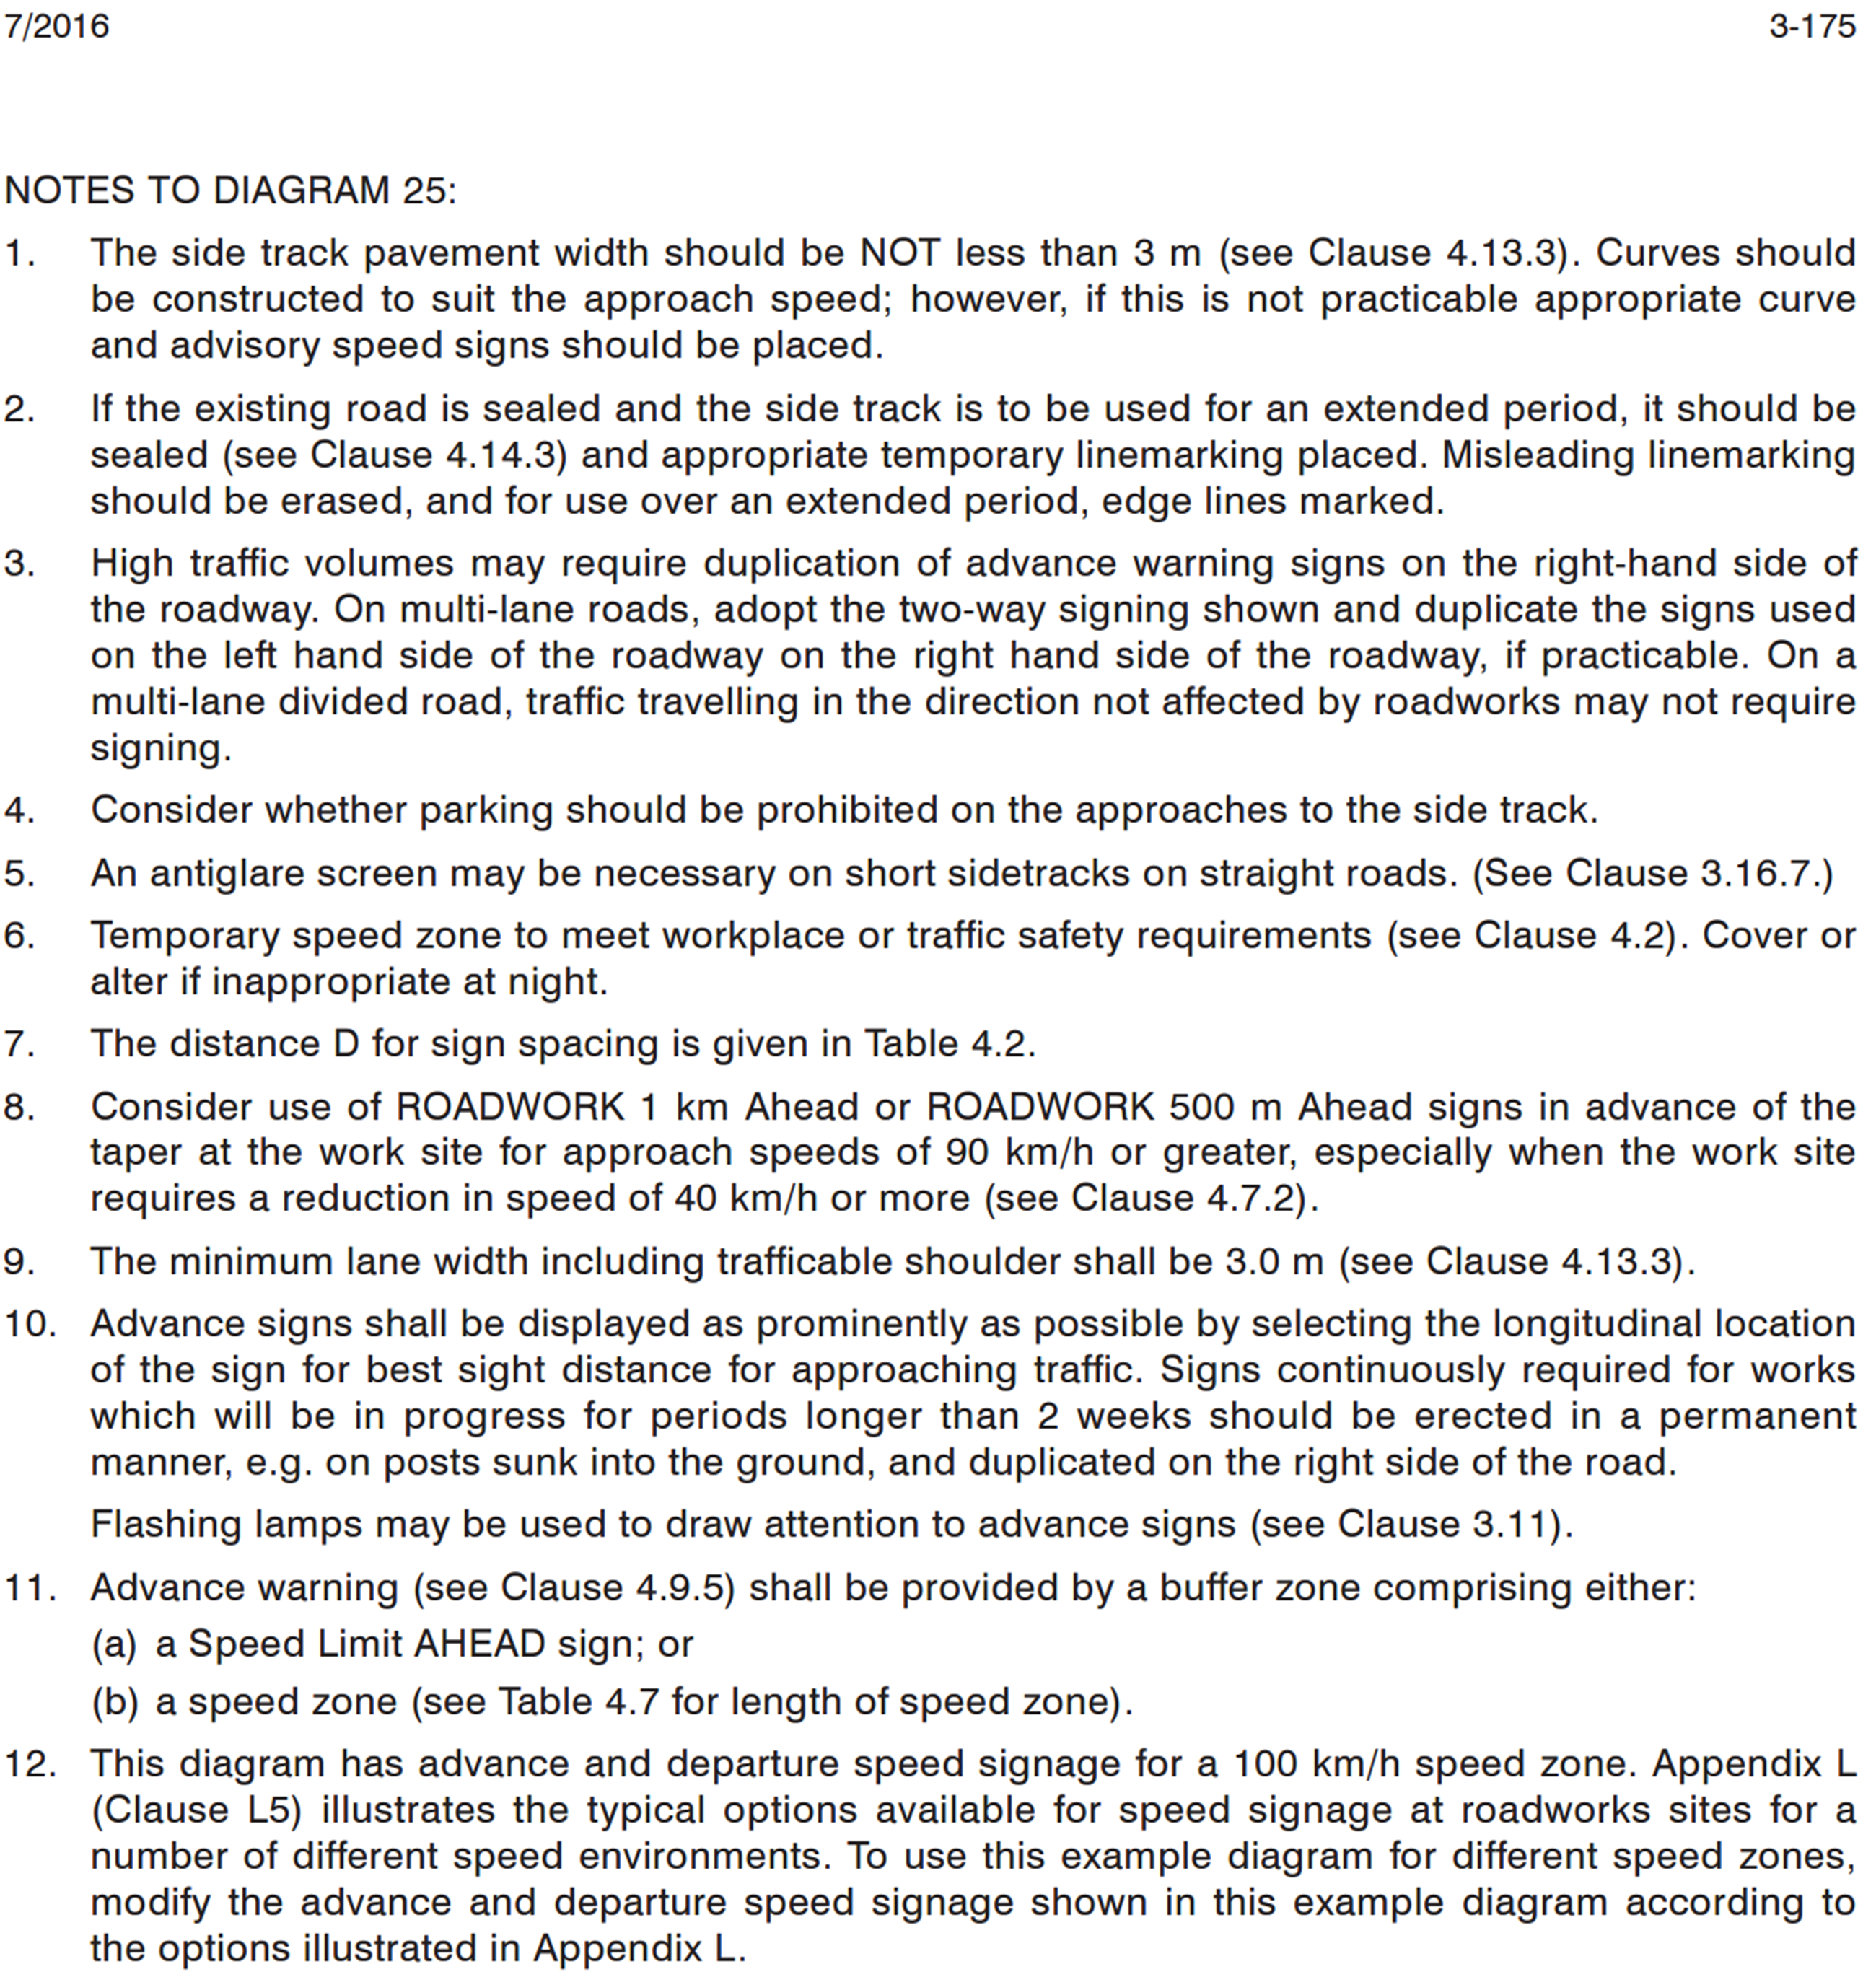 7/2016 3-175
NOTES TO DIAGRAM 25:
1. The side track pavement width should be NOT less than 3 m (see Clause 4.13.3). Curves should
be constructed to suit the approach speed; however, if this is not practicable appropriate curve
and advisory speed signs should be placed.
2. If the existing road is sealed and the side track is to be used for an extended period, it should be
sealed (see Clause 4.14.3) and appropriate temporary linemarking placed. Misleading linemarking
should be erased, and for use over an extended period, edge lines marked.
3. High traffic volumes may require duplication of advance warning signs on the right-hand side of
the roadway. On multi-lane roads, adopt the two-way signing shown and duplicate the signs used
on the left hand side of the roadway on the right hand side of the roadway, if practicable. On a
multi-lane divided road, traffic travelling in the direction not affected by roadworks may not require
signing.
4. Consider whether parking should be prohibited on the approaches to the side track.
5. An antiglare screen may be necessary on short sidetracks on straight roads. (See Clause 3.16.7.)
6. Temporary speed zone to meet workplace or traffic safety requirements (see Clause 4.2). Cover or
alter if inappropriate at night.
7. The distance D for sign spacing is given in Table 4.2.
8. Consider use of ROADWORK 1 km Ahead or ROADWORK 500 m Ahead signs in advance of the
taper at the work site for approach speeds of 90 km/h or greater, especially when the work site
requires a reduction in speed of 40 km/h or more (see Clause 4.7.2).
9. The minimum lane width including trafficable shoulder shall be 3.0 m (see Clause 4.13.3).
10. Advance signs shall be displayed as prominently as possible by selecting the longitudinal location
of the sign for best sight distance for approaching traffic. Signs continuously required for works
which will be in progress for periods longer than 2 weeks should be erected in a permanent
manner, e.g. on posts sunk into the ground, and duplicated on the right side of the road.
Flashing lamps may be used to draw attention to advance signs (see Clause 3.11).
11. Advance warning (see Clause 4.9.5) shall be provided by a buffer zone comprising either:
(a) a Speed Limit AHEAD sign; or
(b) a speed zone (see Table 4.7 for length of speed zone).
12. This diagram has advance and departure speed signage for a 100 km/h speed zone. Appendix L
(Clause L5) illustrates the typical options available for speed signage at roadworks sites for a
number of different speed environments. To use this example diagram for different speed zones,
modify the advance and departure speed signage shown in this example diagram according to
the options illustrated in Appendix L.